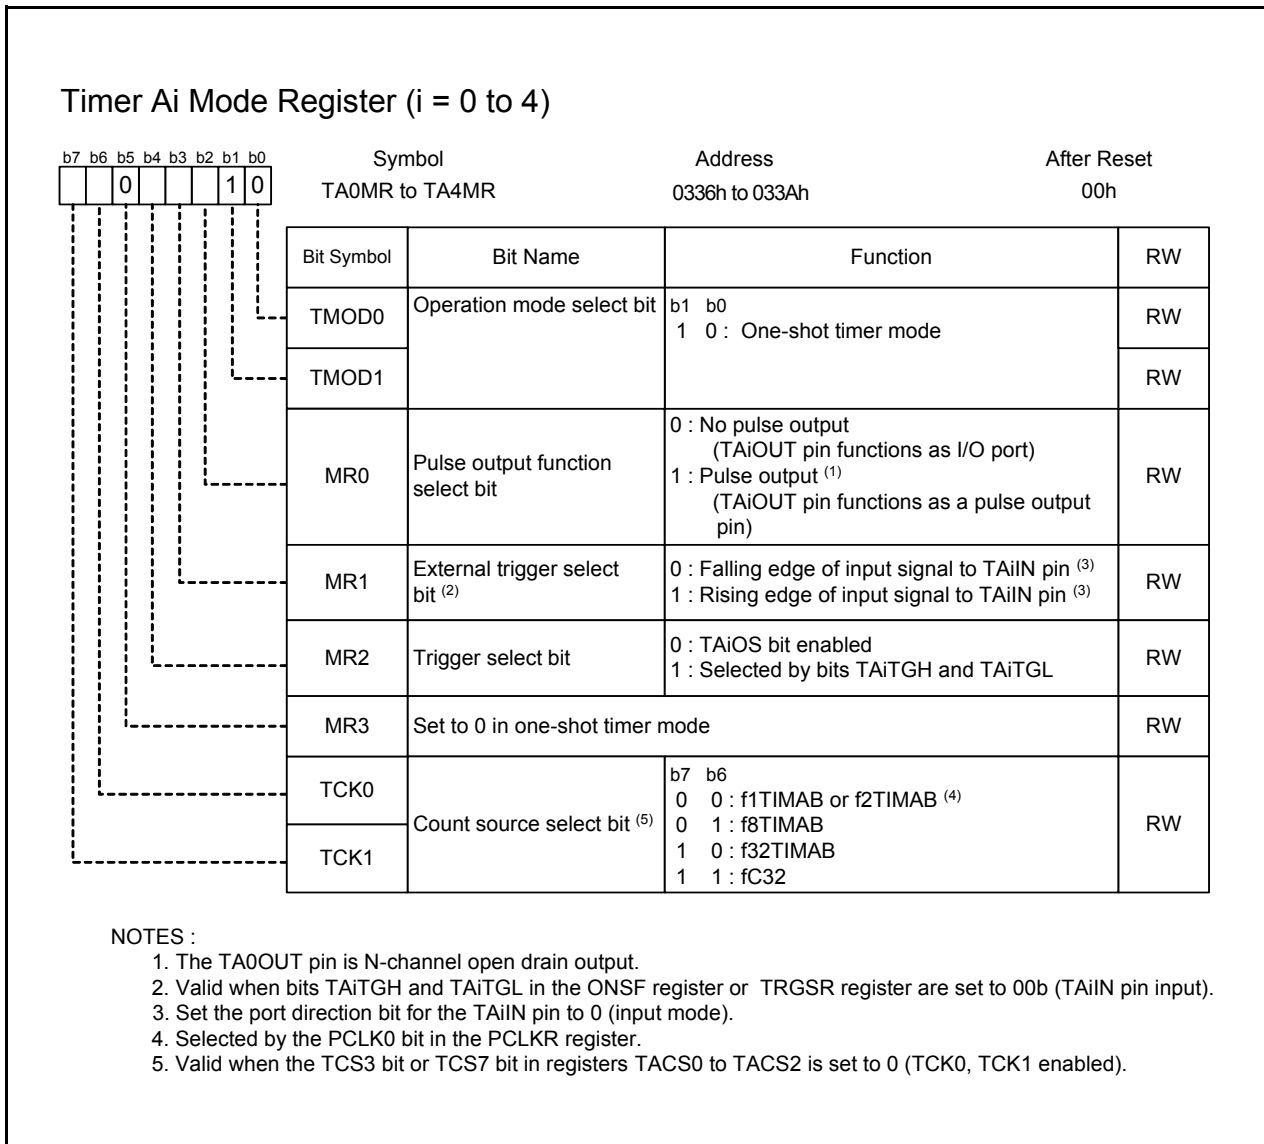 Timer Ai Mode Register (i = 0 to 4)
b7 b6 b5 b4 b3 b2 b1 b0
0 1 0
Symbol Address After Reset
TA0MR to TA4MR 0336h to 033Ah 00h
Bit Symbol Bit Name Function RW
TMOD0 Operation mode select bit b1 b0 RW
1 0 : One-shot timer mode
TMOD1 RW
MR0 Pulse output function select bit RW
0 : No pulse output
(TAiOUT pin functions as I/O port)
1 : Pulse output (1)
(TAiOUT pin functions as a pulse output
pin)
MR1 External trigger select bit (2) RW
0 : Falling edge of input signal to TAiIN pin (3)
1 : Rising edge of input signal to TAiIN pin (3)
MR2 Trigger select bit RW
0 : TAiOS bit enabled
1 : Selected by bits TAiTGH and TAiTGL
MR3 Set to 0 in one-shot timer mode RW
TCK0
TCK1
Count source select bit (5) RW
b7 b6
0 0 : f1TIMAB or f2TIMAB (4)
0 1 : f8TIMAB
1 0 : f32TIMAB
1 1 : fC32
NOTES :
1. The TA0OUT pin is N-channel open drain output.
2. Valid when bits TAiTGH and TAiTGL in the ONSF register or TRGSR register are set to 00b (TAiIN pin input).
3. Set the port direction bit for the TAiIN pin to 0 (input mode).
4. Selected by the PCLK0 bit in the PCLKR register.
5. Valid when the TCS3 bit or TCS7 bit in registers TACS0 to TACS2 is set to 0 (TCK0, TCK1 enabled).